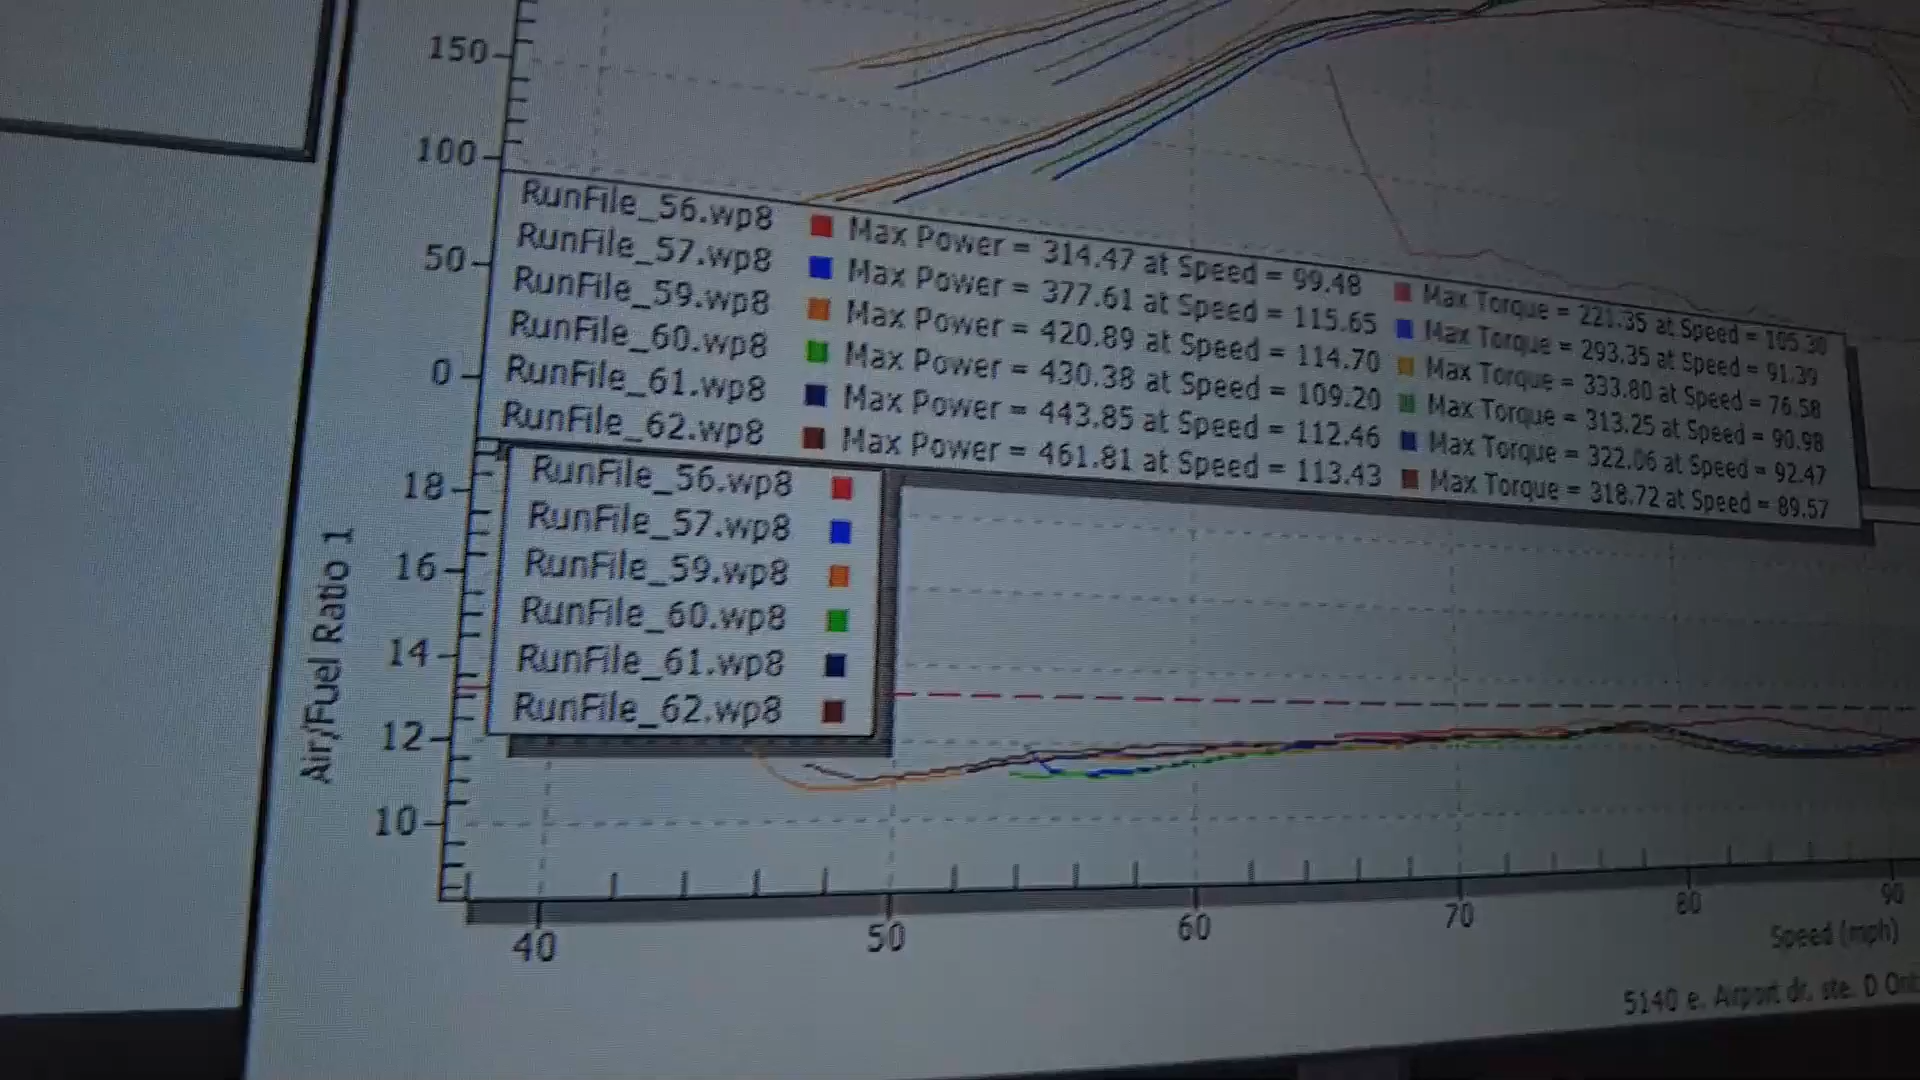 150
100
50
0
RunFile_56.wp8 Max Power = 314.47 at Speed = 99.48 Max Torque = 221.35 at Speed = 105.30
RunFile_57.wp8 Max Power = 377.61 at Speed = 115.65 Max Torque = 293.35 at Speed = 91.39
RunFile_59.wp8 Max Power = 420.89 at Speed = 114.70 Max Torque = 333.80 at Speed = 76.58
RunFile_60.wp8 Max Power = 430.38 at Speed = 109.20 Max Torque = 313.25 at Speed = 90.98
RunFile_61.wp8 Max Power = 443.85 at Speed = 112.46 Max Torque = 322.06 at Speed = 92.47
RunFile_62.wp8 Max Power = 461.81 at Speed = 113.43 Max Torque = 318.72 at Speed = 89.57
Air/Fuel Ratio 1
18
16
14
12
10
RunFile_56.wp8
RunFile_57.wp8
RunFile_59.wp8
RunFile_60.wp8
RunFile_61.wp8
RunFile_62.wp8
40 50 60 70 80 90
Speed (mph)
5140 e. Airport dr. ste. D